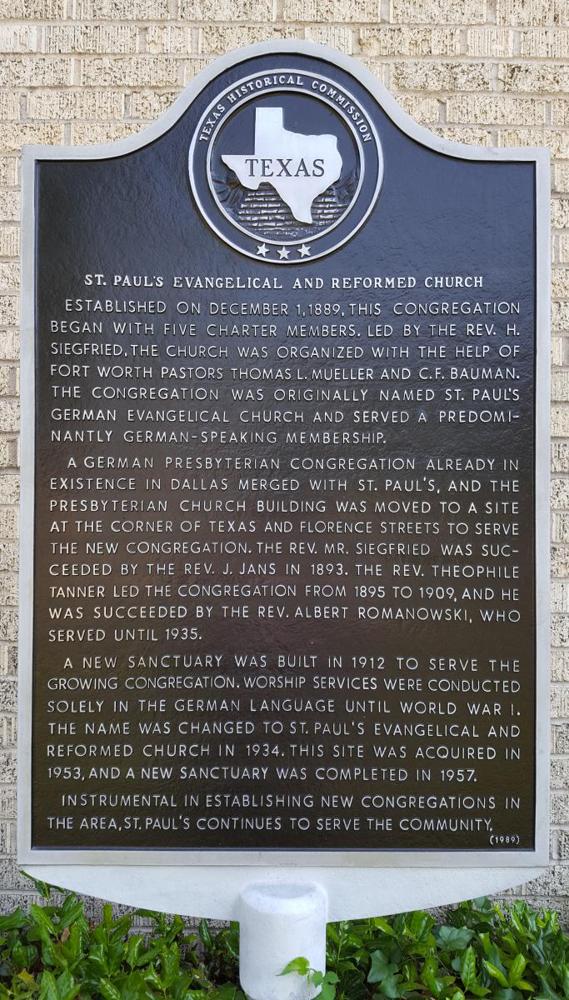 TEXAS HISTORICAL COMMISSION
TEXAS
ST. PAUL'S EVANGELICAL AND REFORMED CHURCH
ESTABLISHED ON DECEMBER 1, 1889, THIS CONGREGATION
BEGAN WITH FIVE CHARTER MEMBERS. LED BY THE REV. H.
SIEGFRIED, THE CHURCH WAS ORGANIZED WITH THE HELP OF
FORT WORTH PASTORS THOMAS L. MUELLER AND C.F. BAUMAN.
THE CONGREGATION WAS ORIGINALLY NAMED ST. PAUL'S
GERMAN EVANGELICAL CHURCH AND SERVED A PREDOMI-
NANTLY GERMAN-SPEAKING MEMBERSHIP.
A GERMAN PRESBYTERIAN CONGREGATION ALREADY IN
EXISTENCE IN DALLAS MERGED WITH ST. PAUL'S, AND THE
PRESBYTERIAN CHURCH BUILDING WAS MOVED TO A SITE
AT THE CORNER OF TEXAS AND FLORENCE STREETS TO SERVE
THE NEW CONGREGATION. THE REV. MR. SIEGFRIED WAS SUC-
CEEDED BY THE REV. J. JANS IN 1893. THE REV. THEOPHILE
TANNER LED THE CONGREGATION FROM 1895 TO 1909, AND HE
WAS SUCCEEDED BY THE REV. ALBERT ROMANOWSKI, WHO
SERVED UNTIL 1935.
A NEW SANCTUARY WAS BUILT IN 1912 TO SERVE THE
GROWING CONGREGATION. WORSHIP SERVICES WERE CONDUCTED
SOLELY IN THE GERMAN LANGUAGE UNTIL WORLD WAR I.
THE NAME WAS CHANGED TO ST. PAUL'S EVANGELICAL AND
REFORMED CHURCH IN 1934. THIS SITE WAS ACQUIRED IN
1953, AND A NEW SANCTUARY WAS COMPLETED IN 1957.
INSTRUMENTAL IN ESTABLISHING NEW CONGREGATIONS IN
THE AREA, ST. PAUL'S CONTINUES TO SERVE THE COMMUNITY.
(1989)